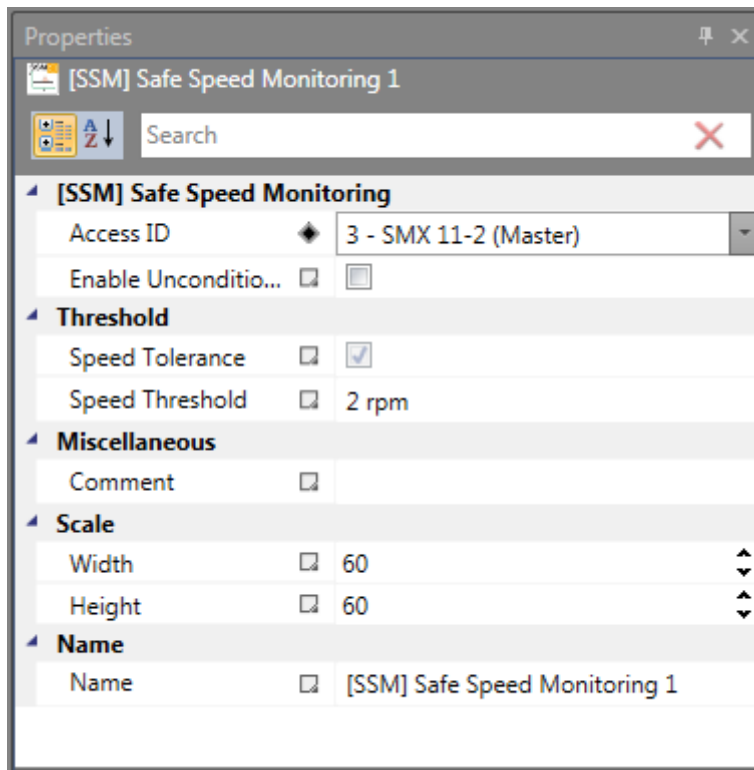 Properties
[SSM] Safe Speed Monitoring 1
Search
[SSM] Safe Speed Monitoring
Access ID 3 - SMX 11-2 (Master)
Enable Unconditio...
Threshold
Speed Tolerance
Speed Threshold 2 rpm
Miscellaneous
Comment
Scale
Width 60
Height 60
Name
Name [SSM] Safe Speed Monitoring 1